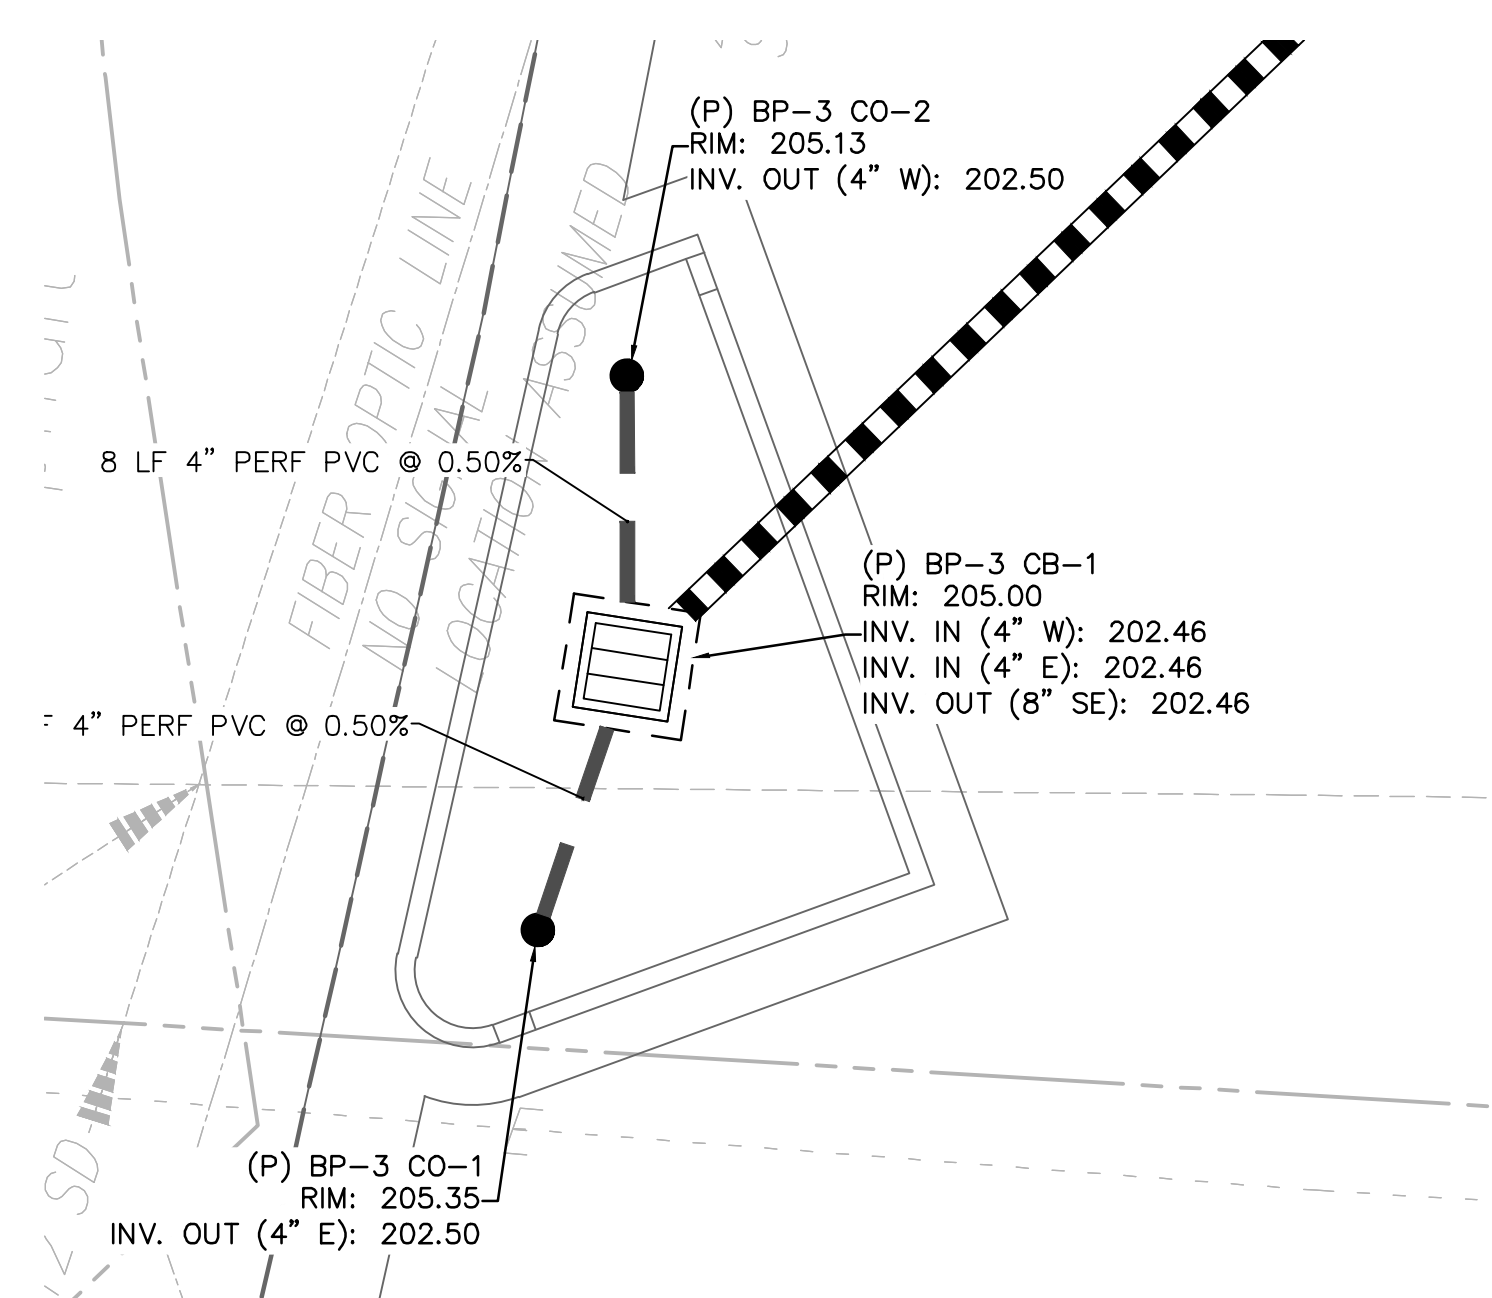 (P) BP-3 CO-2
RIM: 205.13
INV. OUT (4" W): 202.50
FIBER OPTIC LINE
NO SIGNAL
LOCATION ASSUMED
8 LF 4" PERF PVC @ 0.50%
(P) BP-3 CB-1
RIM: 205.00
INV. IN (4" W): 202.46
INV. IN (4" E): 202.46
INV. OUT (8" SE): 202.46
4" PERF PVC @ 0.50%
(P) BP-3 CO-1
RIM: 205.35
INV. OUT (4" E): 202.50
SD